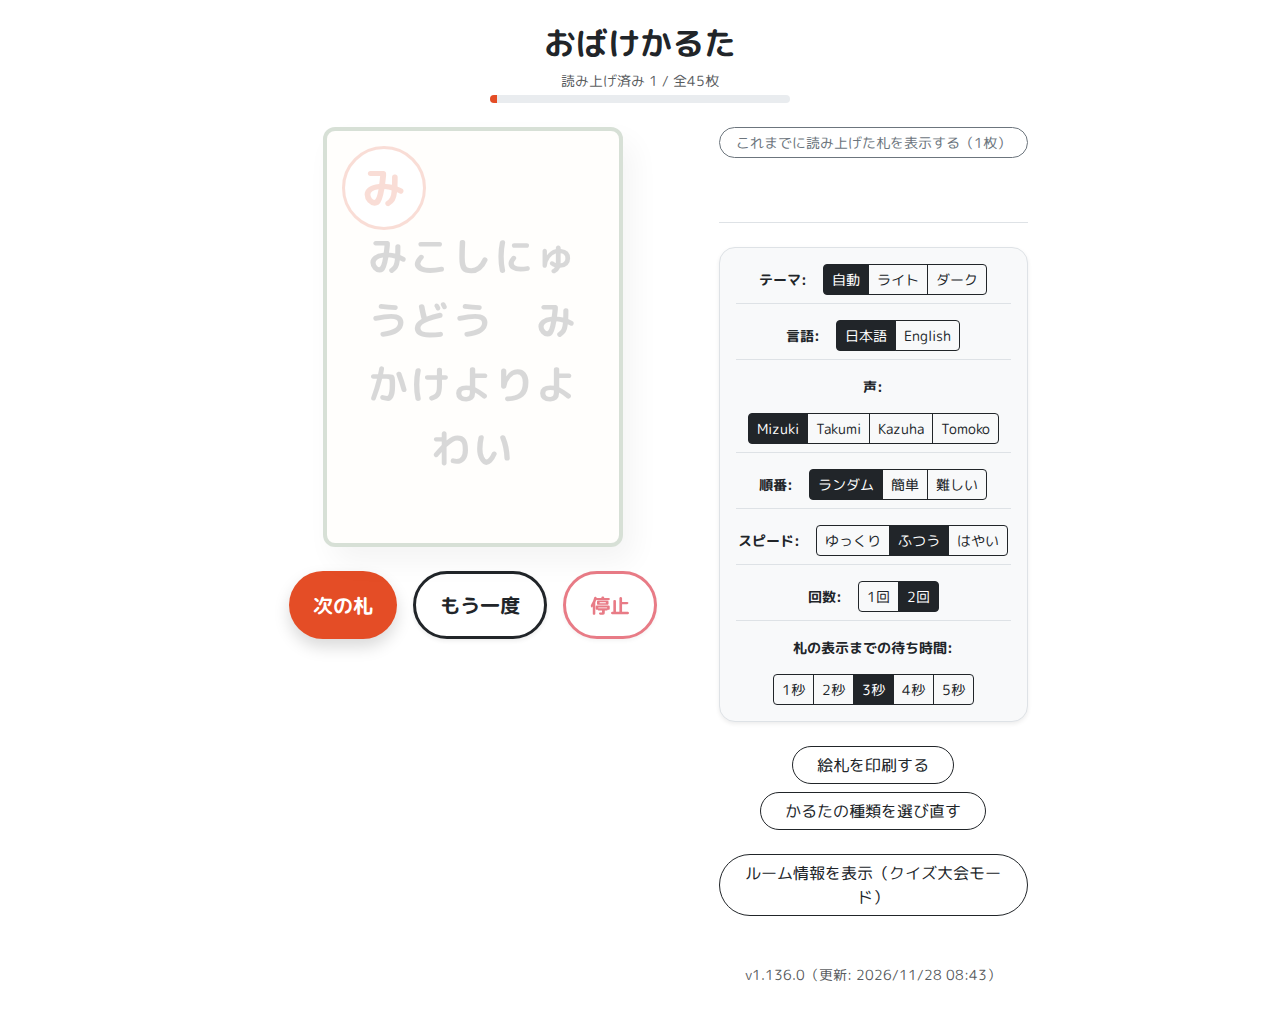 おばけかるた
読み上げ済み 1 / 全45枚
み
みこしにゅ
うどう　み
かけよりよ
わい
次の札
もう一度
停止
これまでに読み上げた札を表示する（1枚）
テーマ: 自動 ライト ダーク
言語: 日本語 English
声:
Mizuki Takumi Kazuha Tomoko
順番: ランダム 簡単 難しい
スピード: ゆっくり ふつう はやい
回数: 1回 2回
札の表示までの待ち時間:
1秒 2秒 3秒 4秒 5秒
絵札を印刷する
かるたの種類を選び直す
ルーム情報を表示（クイズ大会モー
ド）
v1.136.0（更新: 2026/11/28 08:43）